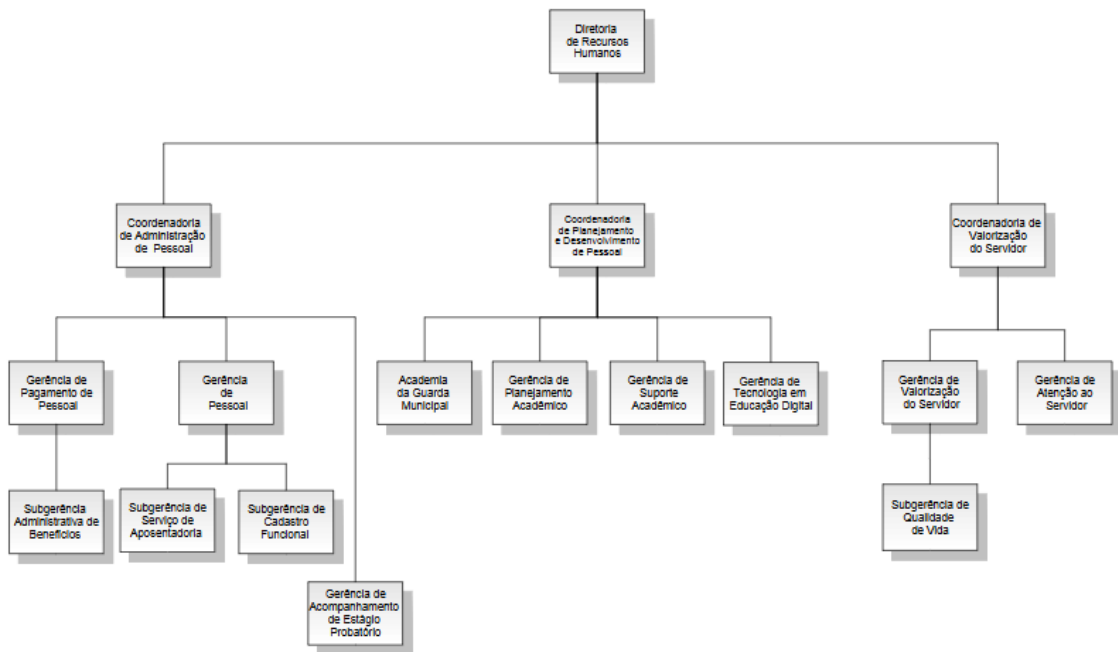 Diretoria
de Recursos
Humanos
Coordenadoria
de Administração
de Pessoal
Coordenadoria
de Planejamento
e Desenvolvimento
de Pessoal
Coordenadoria de
Valorização
do Servidor
Gerência de
Pagamento de
Pessoal
Gerência
de
Pessoal
Academia
da Guarda
Municipal
Gerência de
Planejamento
Acadêmico
Gerência de
Suporte
Acadêmico
Gerência de
Tecnologia em
Educação Digital
Gerência de
Valorização
do Servidor
Gerência de
Atenção ao
Servidor
Subgerência
Administrativa de
Benefícios
Subgerência de
Serviço de
Aposentadoria
Subgerência de
Cadastro
Funcional
Subgerência de
Qualidade
de Vida
Gerência de
Acompanhamento
de Estágio
Probatório